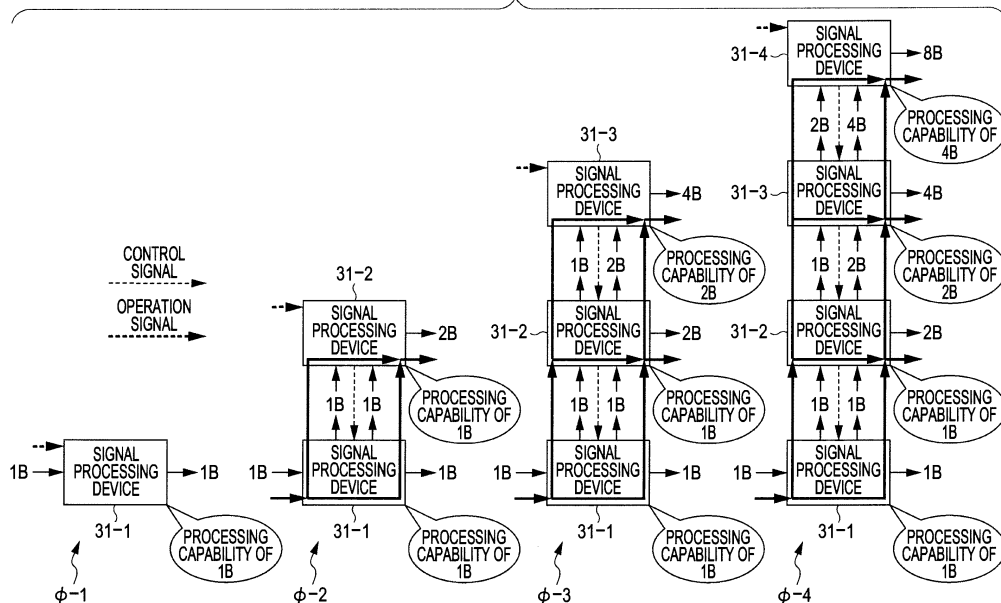 SIGNAL
PROCESSING
DEVICE
31-4
8B
2B
4B
PROCESSING
CAPABILITY OF
4B
31-3
SIGNAL
PROCESSING
DEVICE
4B
1B
2B
PROCESSING
CAPABILITY OF
2B
31-3
SIGNAL
PROCESSING
DEVICE
4B
1B
2B
PROCESSING
CAPABILITY OF
2B
CONTROL
SIGNAL
OPERATION
SIGNAL
31-2
SIGNAL
PROCESSING
DEVICE
2B
1B
1B
PROCESSING
CAPABILITY OF
1B
31-2
SIGNAL
PROCESSING
DEVICE
2B
1B
1B
PROCESSING
CAPABILITY OF
1B
31-2
SIGNAL
PROCESSING
DEVICE
2B
1B
1B
PROCESSING
CAPABILITY OF
1B
1B
SIGNAL
PROCESSING
DEVICE
1B
31-1
PROCESSING
CAPABILITY OF
1B
1B
SIGNAL
PROCESSING
DEVICE
1B
31-1
PROCESSING
CAPABILITY OF
1B
1B
SIGNAL
PROCESSING
DEVICE
1B
31-1
PROCESSING
CAPABILITY OF
1B
1B
SIGNAL
PROCESSING
DEVICE
1B
31-1
PROCESSING
CAPABILITY OF
1B
φ-1
φ-2
φ-3
φ-4